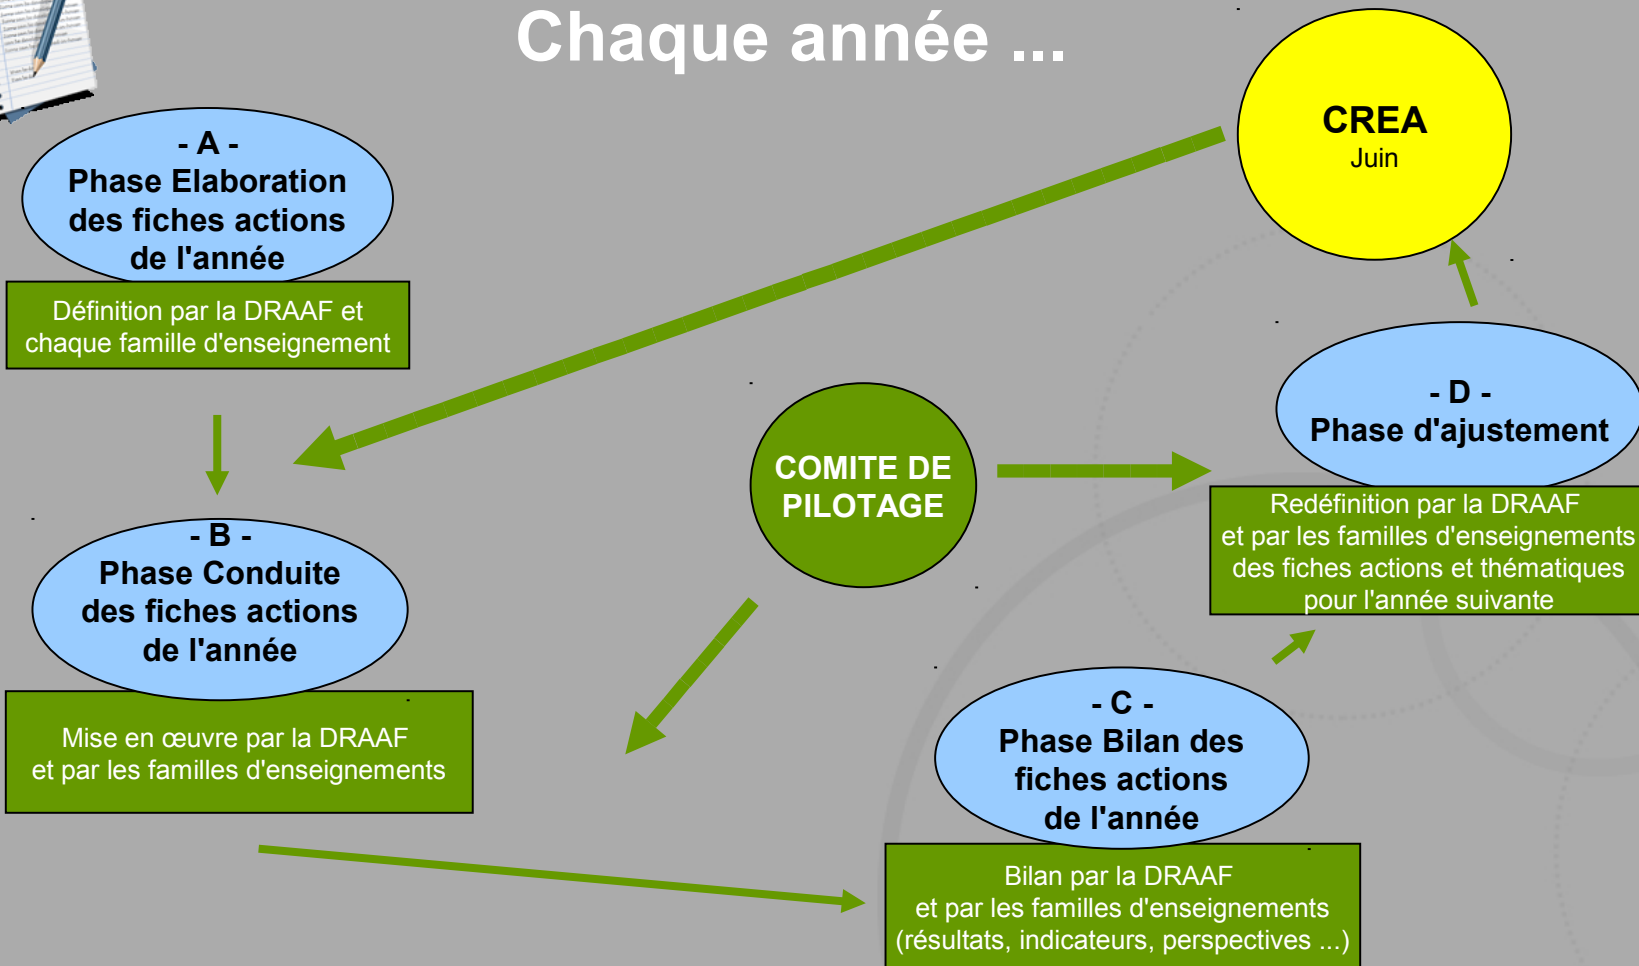 Chaque année ...
CREA
Juin
- A -
Phase Elaboration
des fiches actions
de l'année
Définition par la DRAAF et
chaque famille d'enseignement
- B -
Phase Conduite
des fiches actions
de l'année
Mise en œuvre par la DRAAF
et par les familles d'enseignements
COMITE DE
PILOTAGE
- C -
Phase Bilan des
fiches actions
de l'année
Bilan par la DRAAF
et par les familles d'enseignements
(résultats, indicateurs, perspectives ...)
- D -
Phase d'ajustement
Redéfinition par la DRAAF
et par les familles d'enseignements
des fiches actions et thématiques
pour l'année suivante